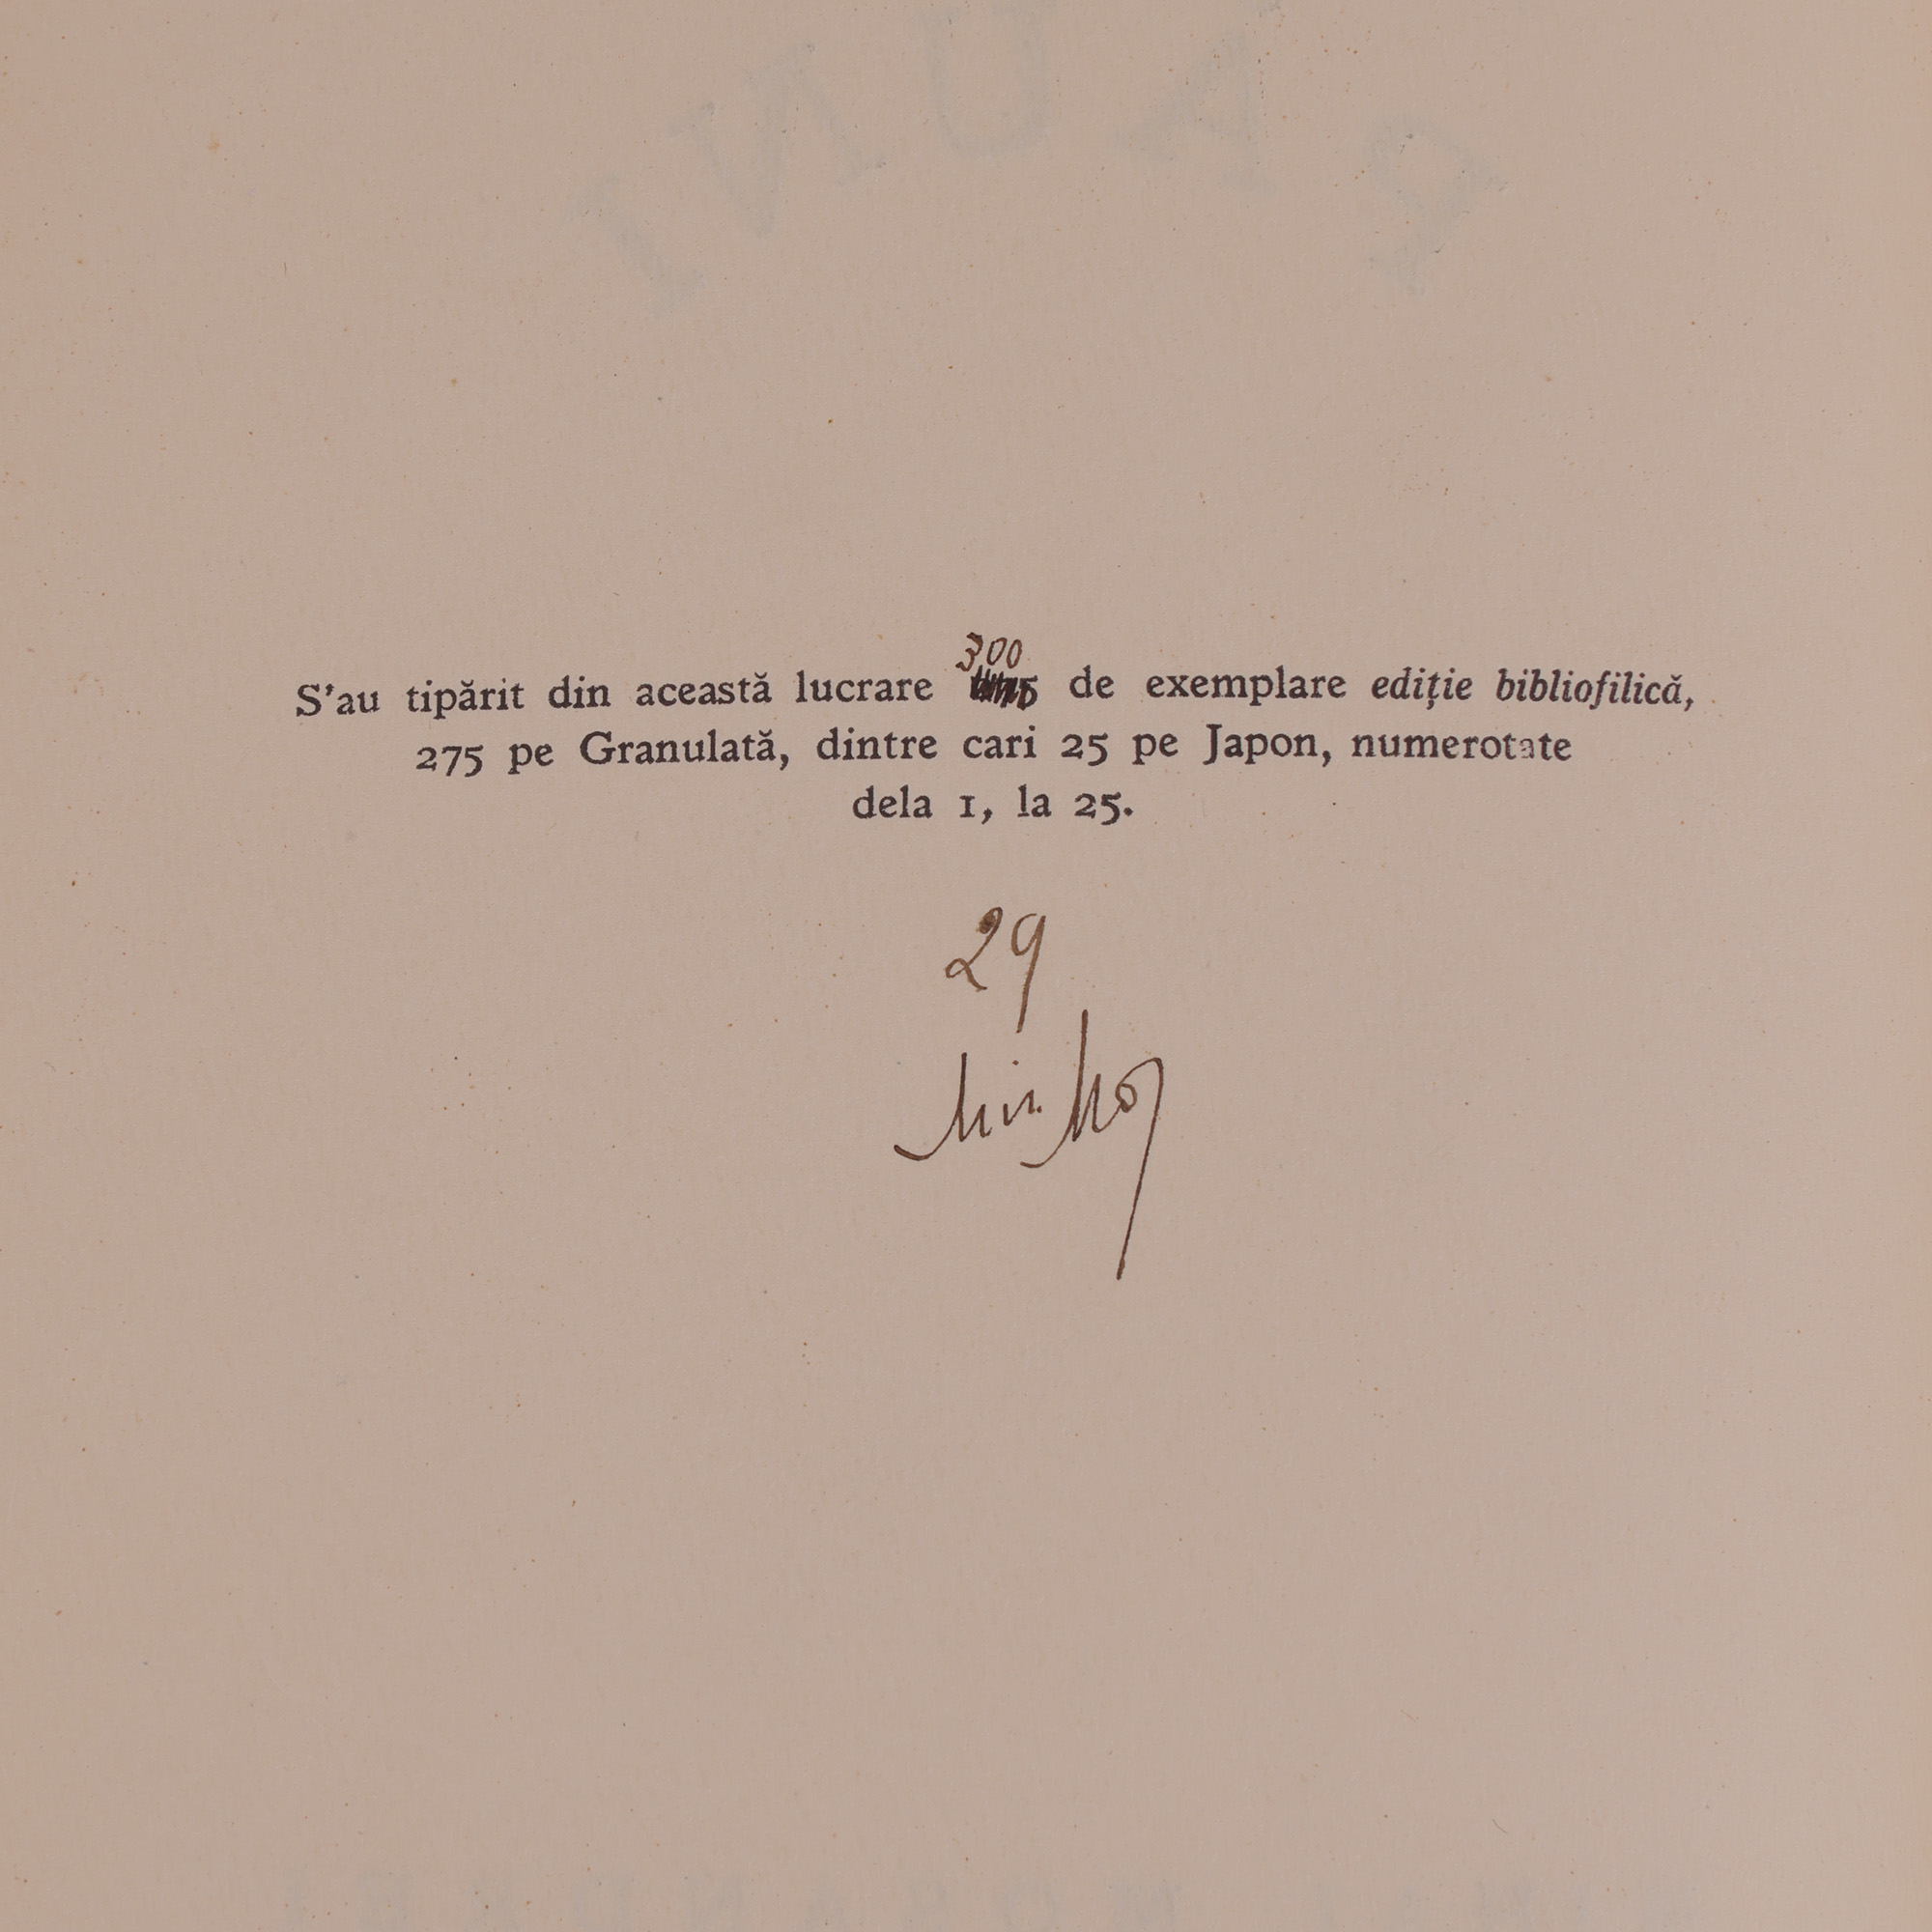 PAUNI
300
S'au tipărit din această lucrare de exemplare ediție bibliofilică,
275 pe Granulată, dintre cari 25 pe Japon, numerotate
dela 1, la 25.
29